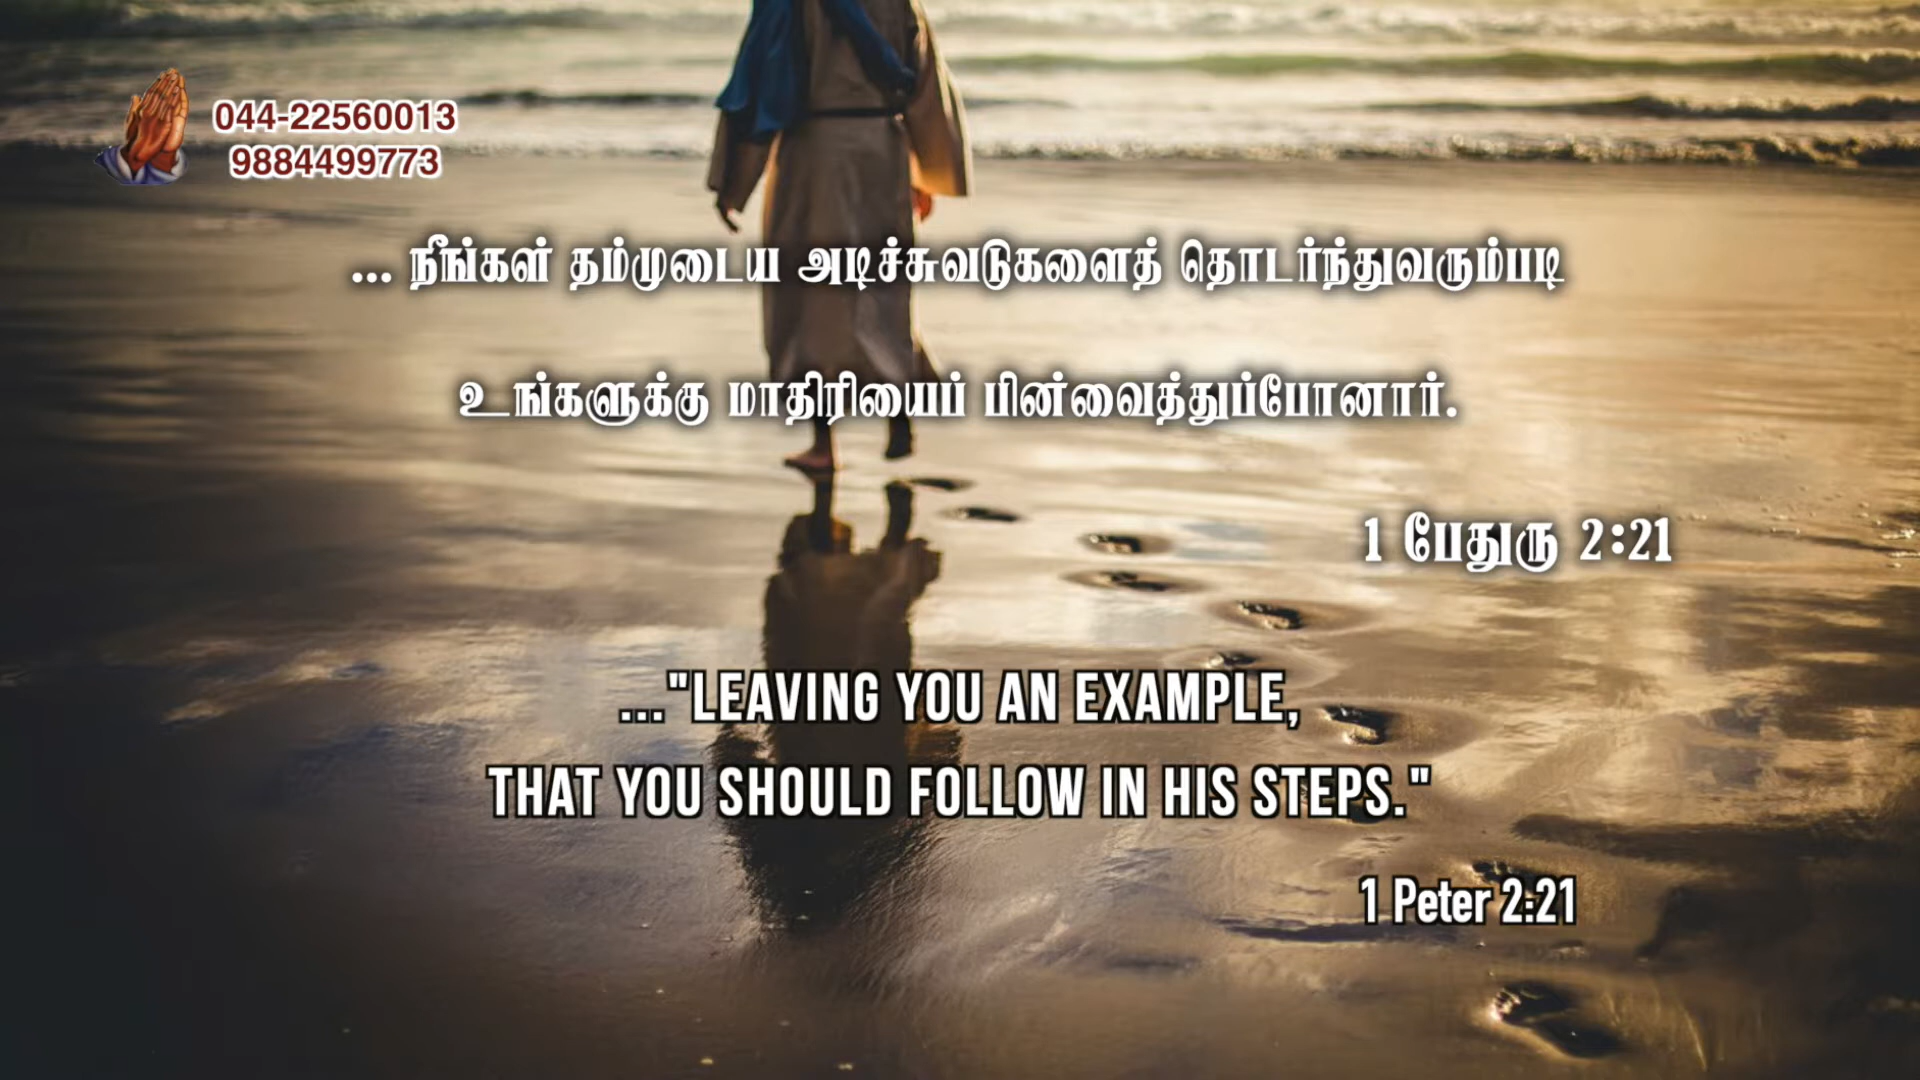 044-22560013
9884499773
... நீங்கள் தம்முடைய அடிச்சுவடுகளைத் தொடர்ந்துவரும்படி
உங்களுக்கு மாதிரியைப் பின்வைத்துப்போனார்.
1 பேதுரு 2:21
..."LEAVING YOU AN EXAMPLE,
THAT YOU SHOULD FOLLOW IN HIS STEPS."
1 Peter 2:21